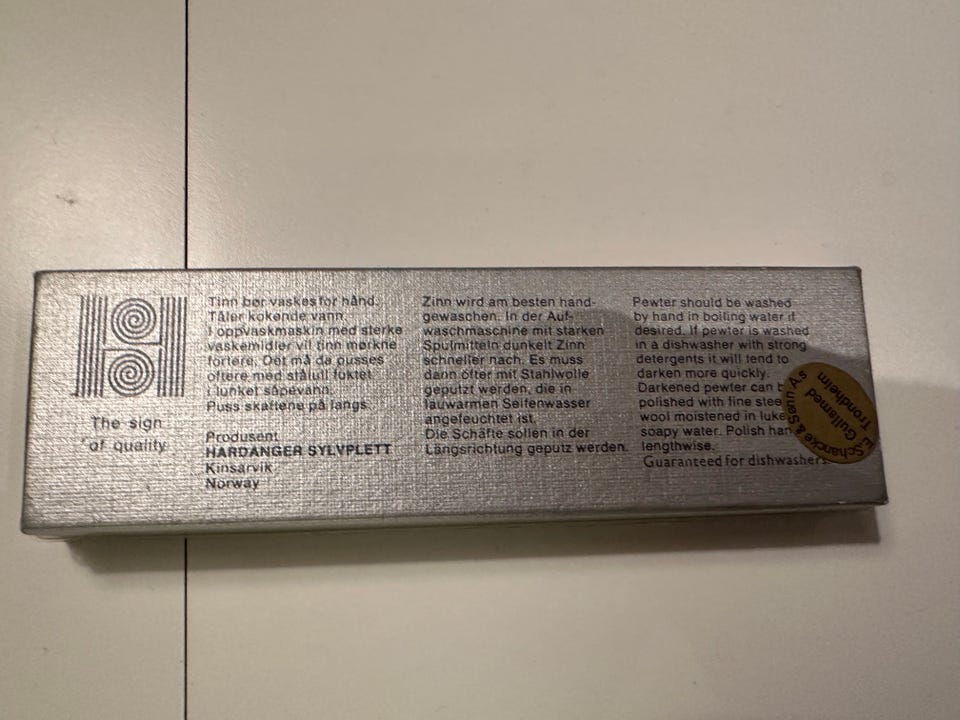 The sign
of quality
Tinn bør vaskes for hånd.
Tåler kokende vann.
I oppvaskmaskin med sterke
vaskemidler vil tinn mørkne
fortere. Det må da pusses
oftere med stålull fuktet
i lunket såpevann.
Puss skaftene på langs.
Produsent
HARDANGER SYLVPLETT
Kinsarvik
Norway
Zinn wird am besten hand-
gewaschen. In der Auf-
waschmaschine mit starken
Spulmitteln dunkelt Zinn
schneller nach. Es muss
dann öfter mit Stahlwolle
geputzt werden, die in
lauwarmen Seifenwasser
angefeuchtet ist.
Die Schäfte sollen in der
Längsrichtung geputz werden.
Pewter should be washed
by hand in boiling water if
desired. If pewter is washed
in a dishwasher with strong
detergents it will tend to
darken more quickly.
Darkened pewter can b
polished with fine stee
wool moistened in luke
soapy water. Polish han
lengthwise.
Guaranteed for dishwashers.
E. Schancke & Sønn A.s
Gullsmed
Trondheim